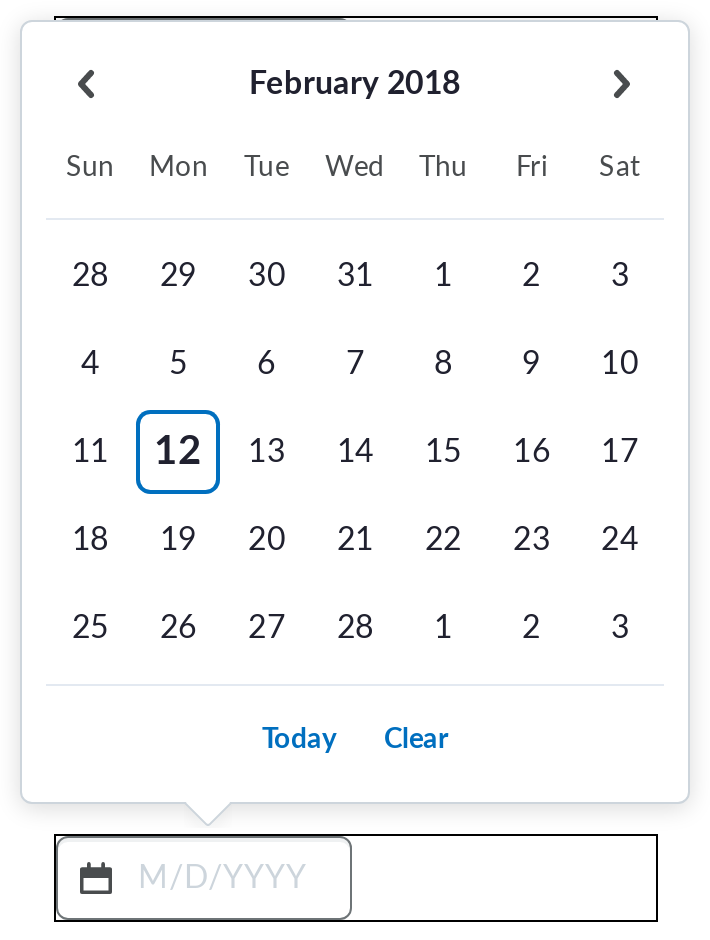 February 2018
Sun Mon Tue Wed Thu Fri Sat
28 29 30 31 1 2 3
4 5 6 7 8 9 10
11 12 13 14 15 16 17
18 19 20 21 22 23 24
25 26 27 28 1 2 3
Today Clear
M/D/YYYY